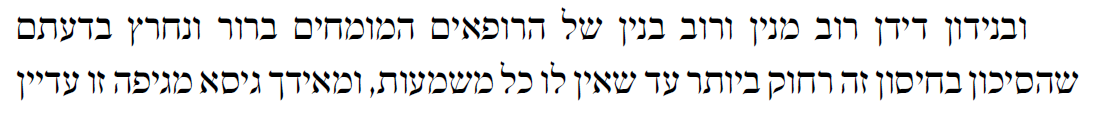 ובנידון דידן רוב מנין ורוב בנין של הרופאים המומחים ברור ונחרץ בדעתם
שהסיכון בחיסון זה רחוק ביותר עד שאין לו כל משמעות, ומאידך גיסא מגיפה זו עדיין